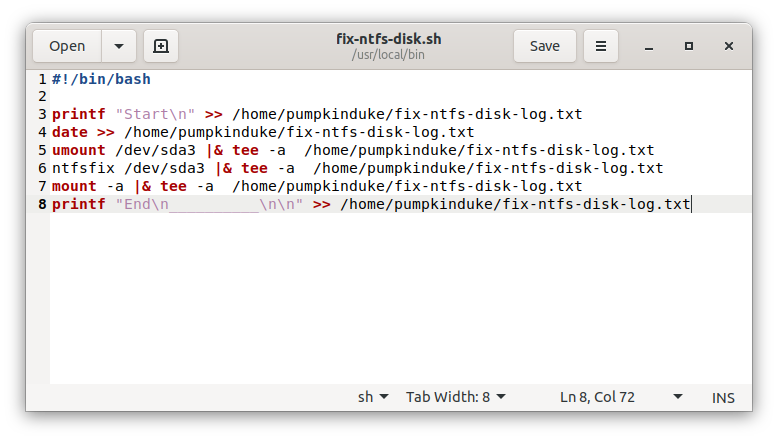 Open
fix-ntfs-disk.sh
/usr/local/bin
Save
1 #!/bin/bash
2
3 printf "Start\n" >> /home/pumpkinduke/fix-ntfs-disk-log.txt
4 date >> /home/pumpkinduke/fix-ntfs-disk-log.txt
5 umount /dev/sda3 |& tee -a  /home/pumpkinduke/fix-ntfs-disk-log.txt
6 ntfsfix /dev/sda3 |& tee -a  /home/pumpkinduke/fix-ntfs-disk-log.txt
7 mount -a |& tee -a  /home/pumpkinduke/fix-ntfs-disk-log.txt
8 printf "End\n__________\n\n" >> /home/pumpkinduke/fix-ntfs-disk-log.txt
sh Tab Width: 8 Ln 8, Col 72 INS